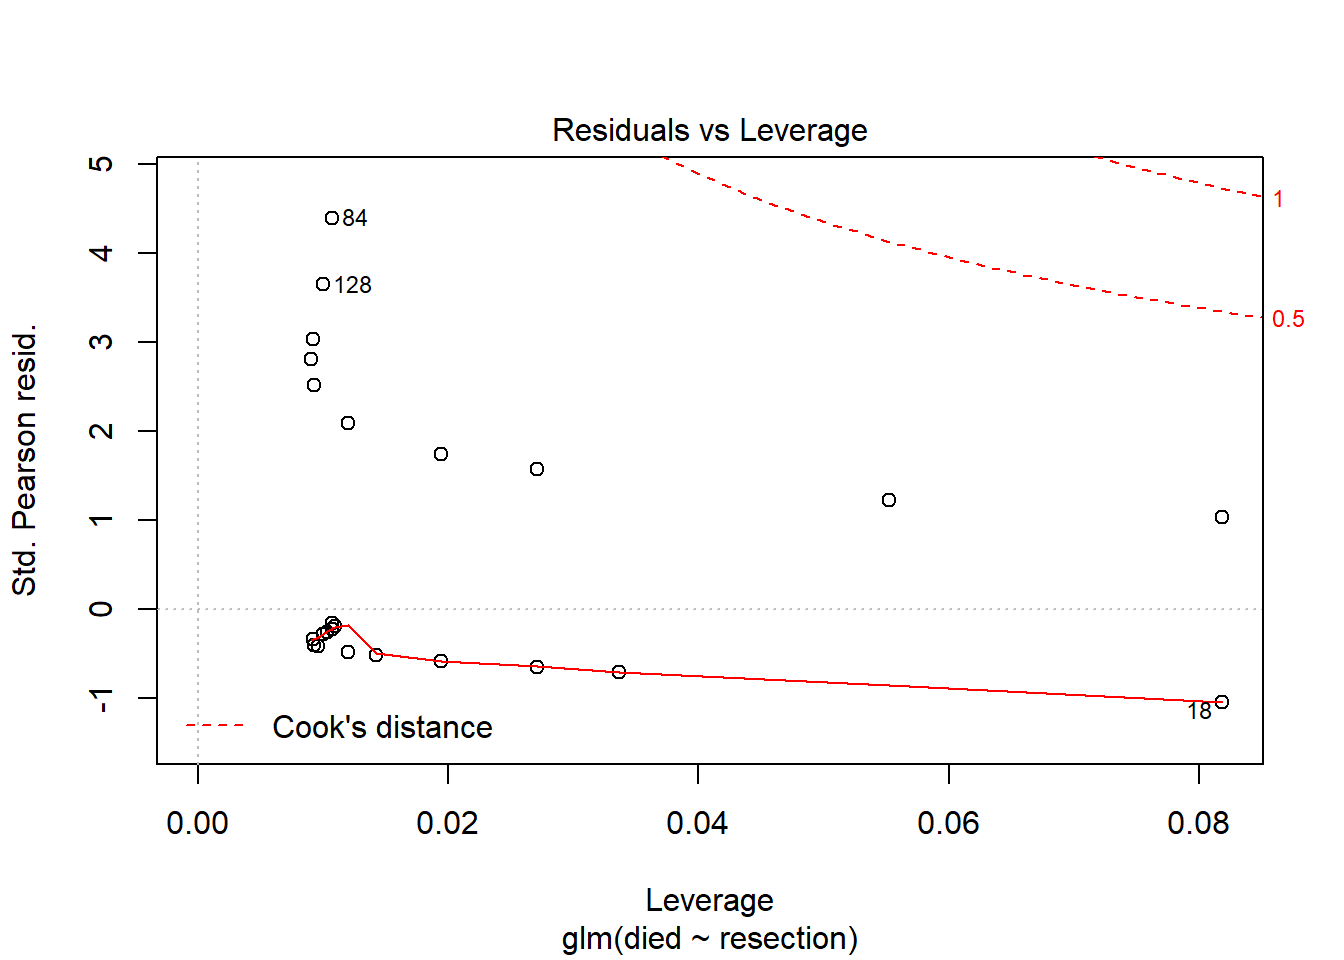 Residuals vs Leverage
Std. Pearson resid.
5
4
3
2
1
0
-1
84
128
18
1
0.5
Cook's distance
0.00 0.02 0.04 0.06 0.08
Leverage
glm(died ~ resection)